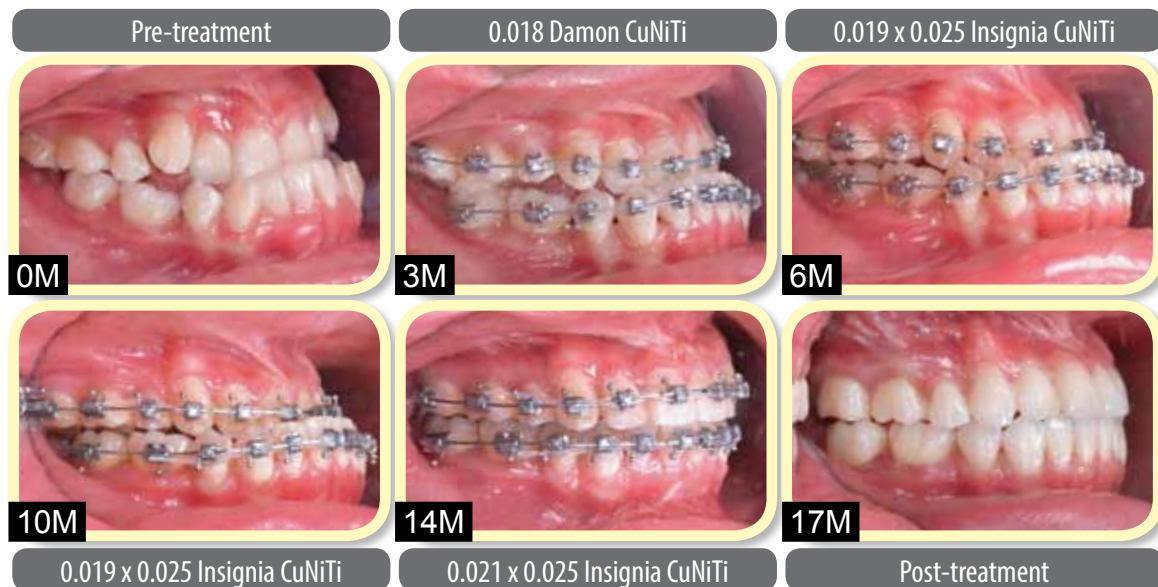 Pre-treatment
0.018 Damon CuNiTi
0.019 x 0.025 Insignia CuNiTi
0M
3M
6M
10M
14M
17M
0.019 x 0.025 Insignia CuNiTi
0.021 x 0.025 Insignia CuNiTi
Post-treatment